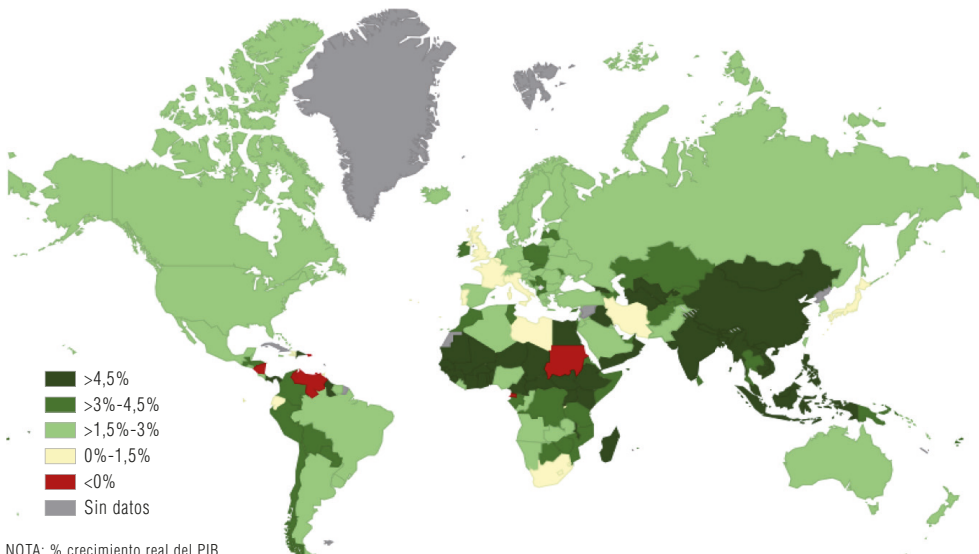 >4,5%
>3%-4,5%
>1,5%-3%
0%-1,5%
<0%
Sin datos
NOTA: % crecimiento real del PIB